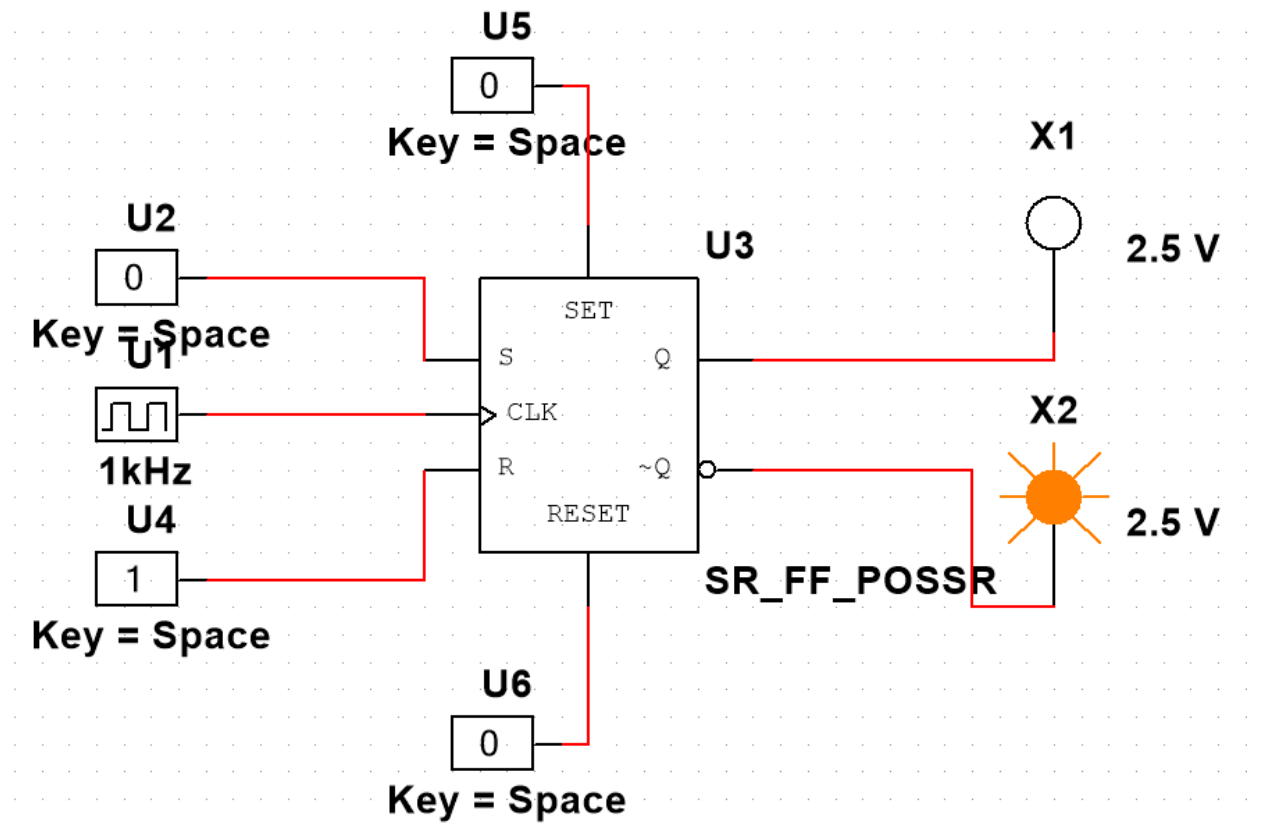 U5
0
Key = Space
X1
2.5 V
U2
0
Key = Space
U1
1kHz
U3
SET
S
Q
CLK
R
~Q
RESET
SR_FF_POSSR
X2
2.5 V
U4
1
Key = Space
U6
0
Key = Space